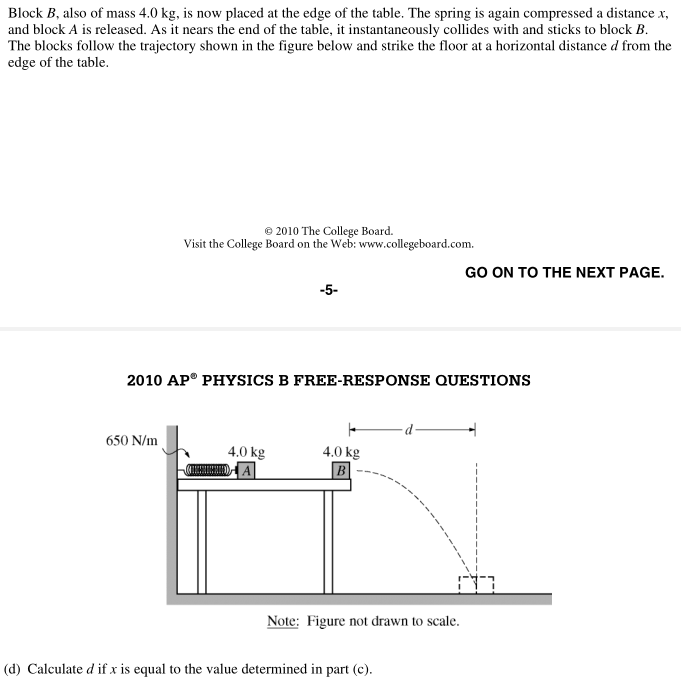 Block B, also of mass 4.0 kg, is now placed at the edge of the table. The spring is again compressed a distance x,
and block A is released. As it nears the end of the table, it instantaneously collides with and sticks to block B.
The blocks follow the trajectory shown in the figure below and strike the floor at a horizontal distance d from the
edge of the table.
© 2010 The College Board.
Visit the College Board on the Web: www.collegeboard.com.
GO ON TO THE NEXT PAGE.
-5-
2010 AP® PHYSICS B FREE-RESPONSE QUESTIONS
d
650 N/m
4.0 kg
4.0 kg
A
B
Note: Figure not drawn to scale.
(d) Calculate d if x is equal to the value determined in part (c).